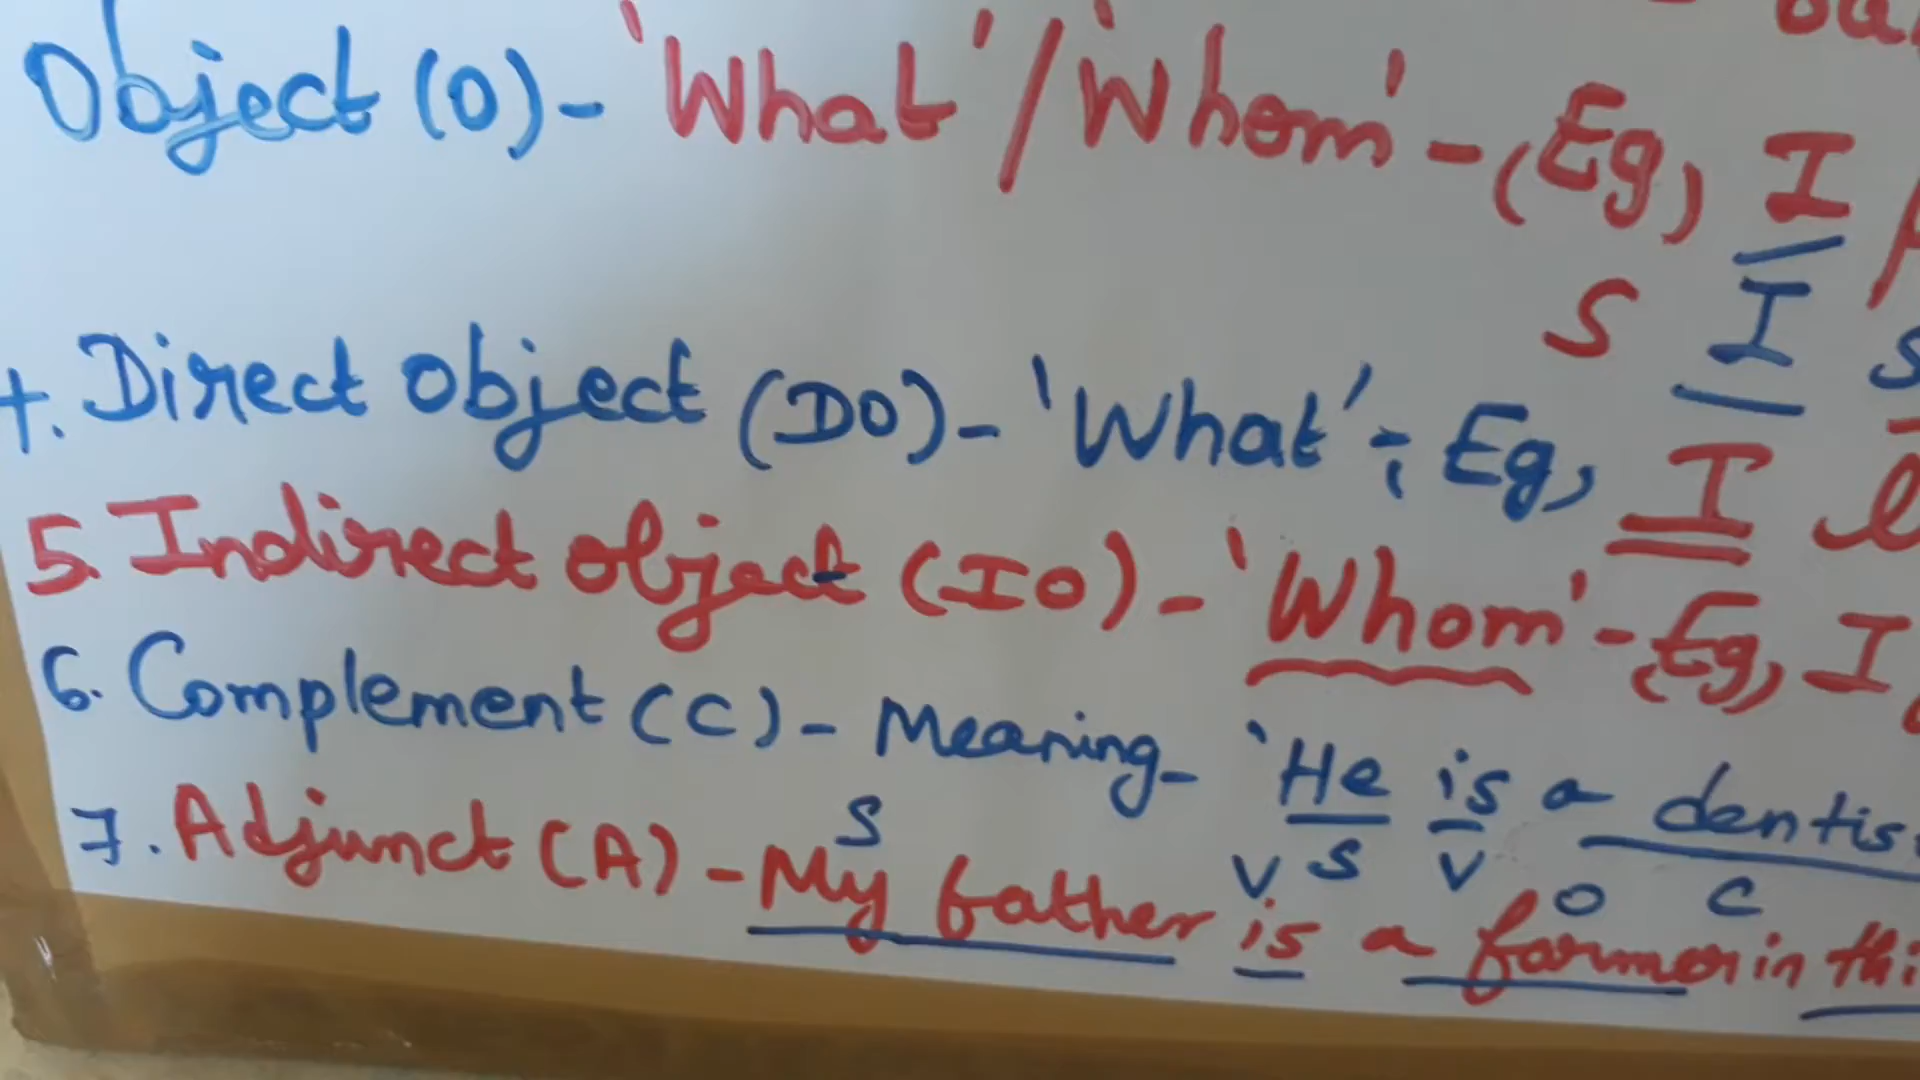 Object (O) - 'What' / 'Whom' - (Eg, I
S I
4. Direct object (DO) - 'What' ; Eg, I
5. Indirect object (IO) - 'Whom' - (Eg, I
6. Complement (C) - Meaning - 'He is a dentis
S V S V O C
7. Adjunct (A) - My father is a farmer in thi